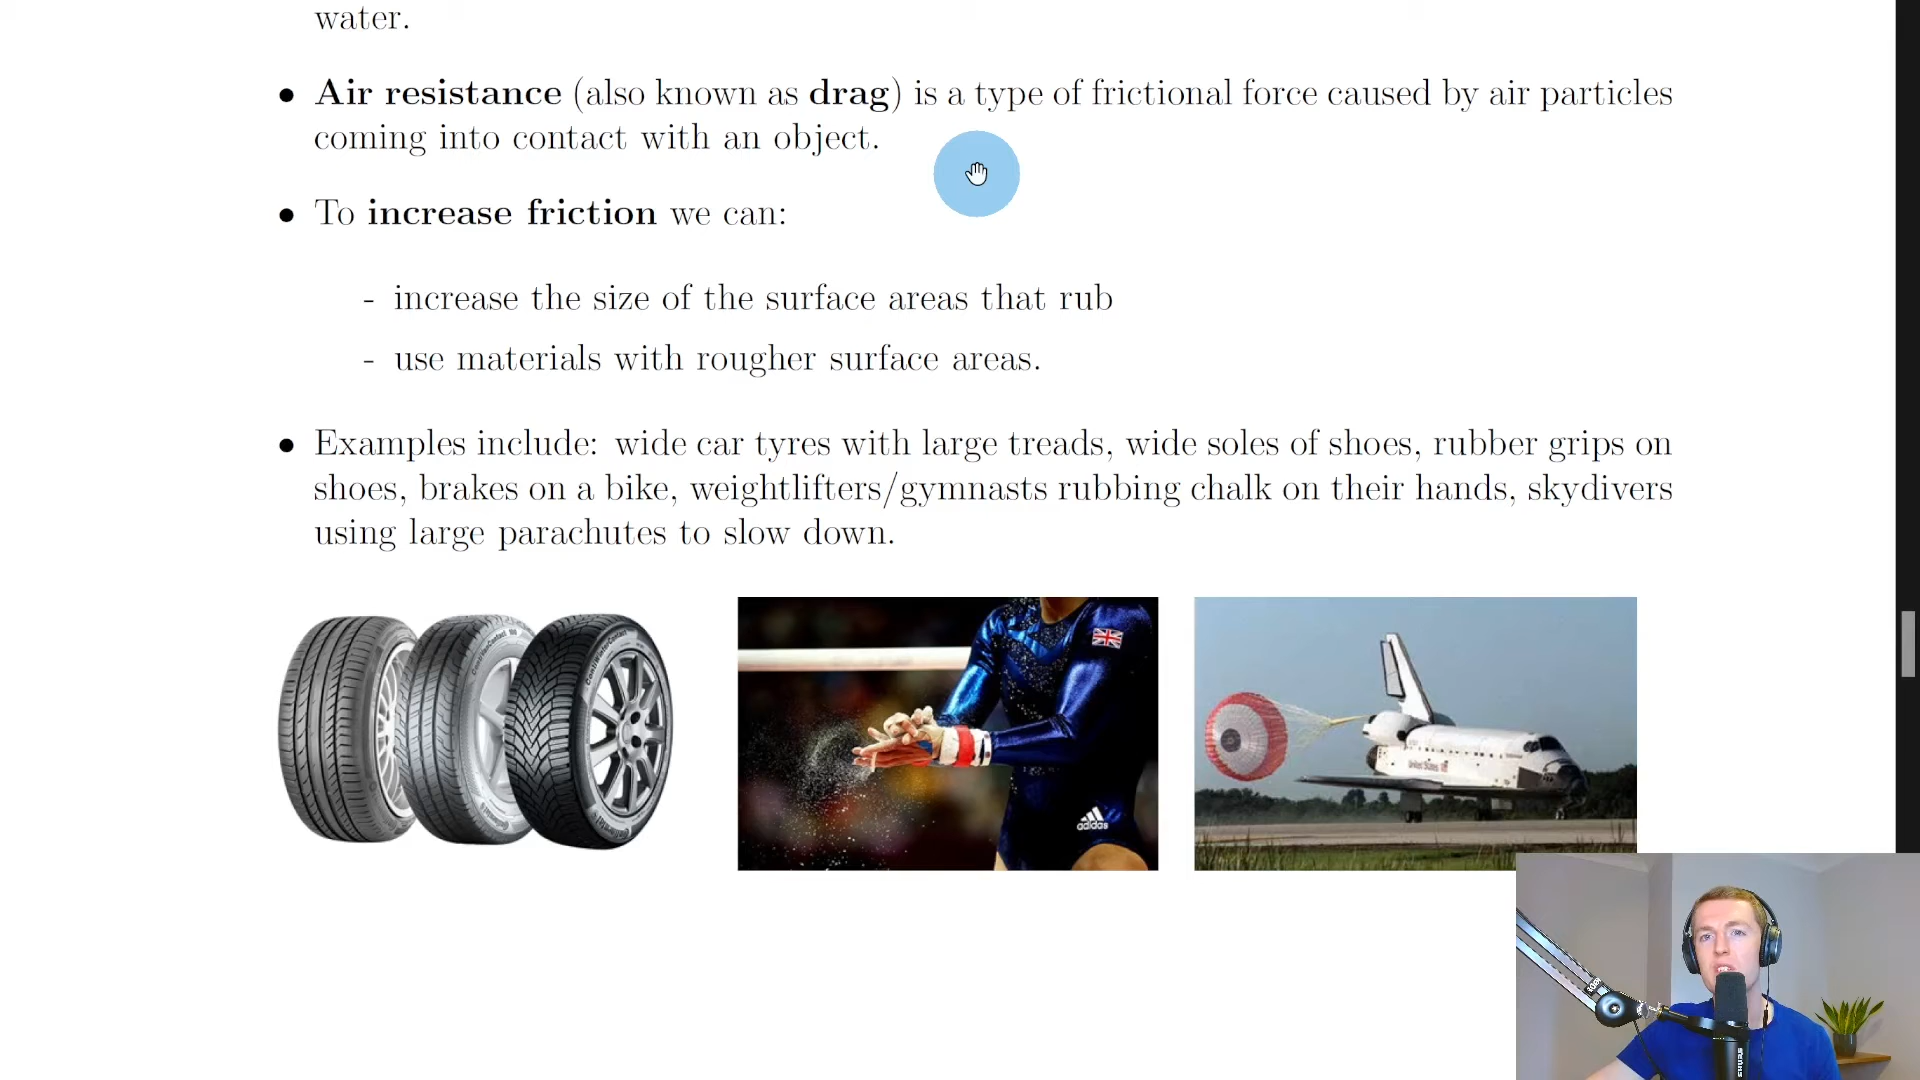 water.
• Air resistance (also known as drag) is a type of frictional force caused by air particles
coming into contact with an object.
• To increase friction we can:
- increase the size of the surface areas that rub
- use materials with rougher surface areas.
• Examples include: wide car tyres with large treads, wide soles of shoes, rubber grips on
shoes, brakes on a bike, weightlifters/gymnasts rubbing chalk on their hands, skydivers
using large parachutes to slow down.
adidas
United States